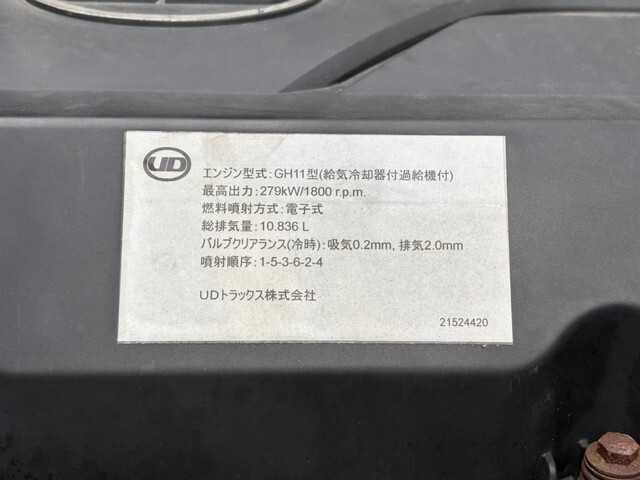 UD
エンジン型式:GH11型(給気冷却器付過給機付)
最高出力:279kW/1800 r.p.m.
燃料噴射方式:電子式
総排気量:10.836 L
バルブクリアランス(冷時):吸気0.2mm, 排気2.0mm
噴射順序:1-5-3-6-2-4
UDトラックス株式会社
21524420